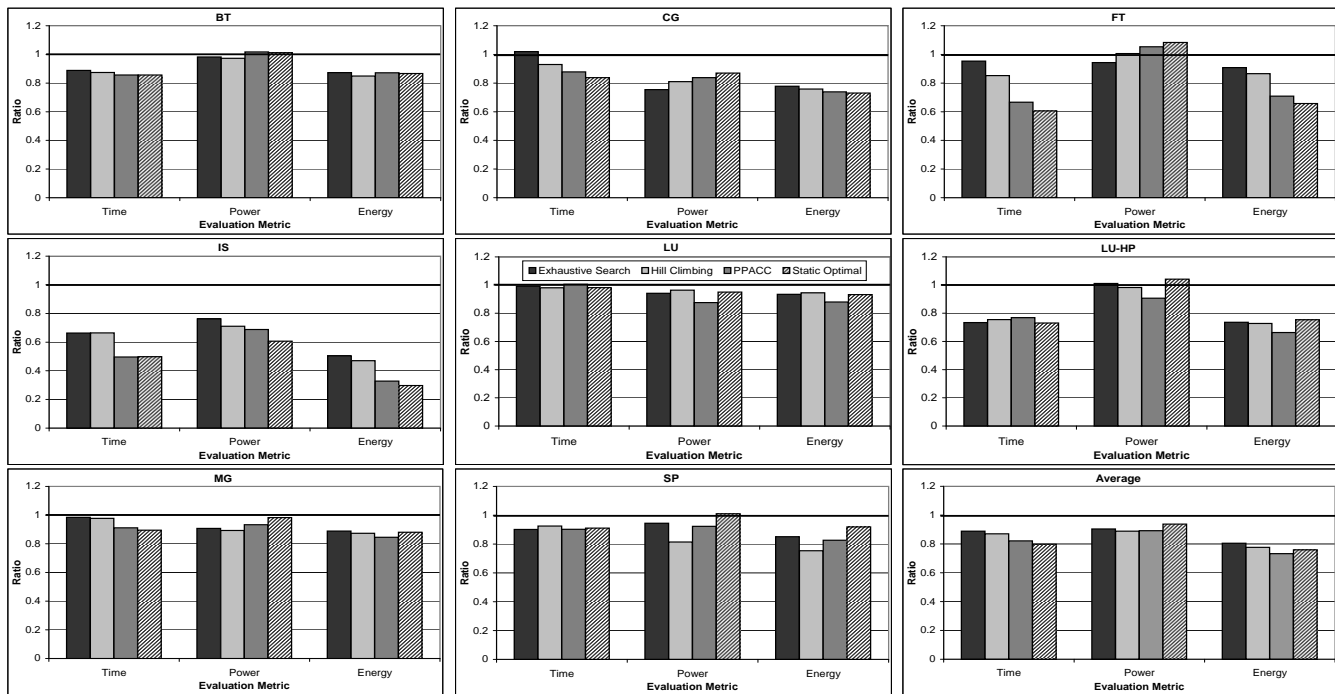 BT
1.2
1
0.8
0.6
0.4
0.2
0
Ratio
Time Power Energy
Evaluation Metric
CG
1.2
1
0.8
0.6
0.4
0.2
0
Ratio
Time Power Energy
Evaluation Metric
FT
1.2
1
0.8
0.6
0.4
0.2
0
Ratio
Time Power Energy
Evaluation Metric
IS
1.2
1
0.8
0.6
0.4
0.2
0
Ratio
Time Power Energy
Evaluation Metric
LU
Exhaustive Search Hill Climbing PPACC Static Optimal
1.2
1
0.8
0.6
0.4
0.2
0
Ratio
Time Power Energy
Evaluation Metric
LU-HP
1.2
1
0.8
0.6
0.4
0.2
0
Ratio
Time Power Energy
Evaluation Metric
MG
1.2
1
0.8
0.6
0.4
0.2
0
Ratio
Time Power Energy
Evaluation Metric
SP
1.2
1
0.8
0.6
0.4
0.2
0
Ratio
Time Power Energy
Evaluation Metric
Average
1.2
1
0.8
0.6
0.4
0.2
0
Ratio
Time Power Energy
Evaluation Metric